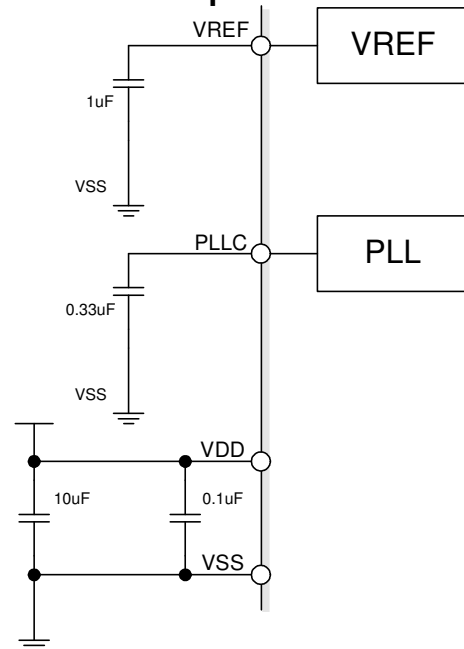 VREF
VREF
1uF
VSS
PLLC
PLL
0.33uF
VSS
VDD
10uF
0.1uF
VSS